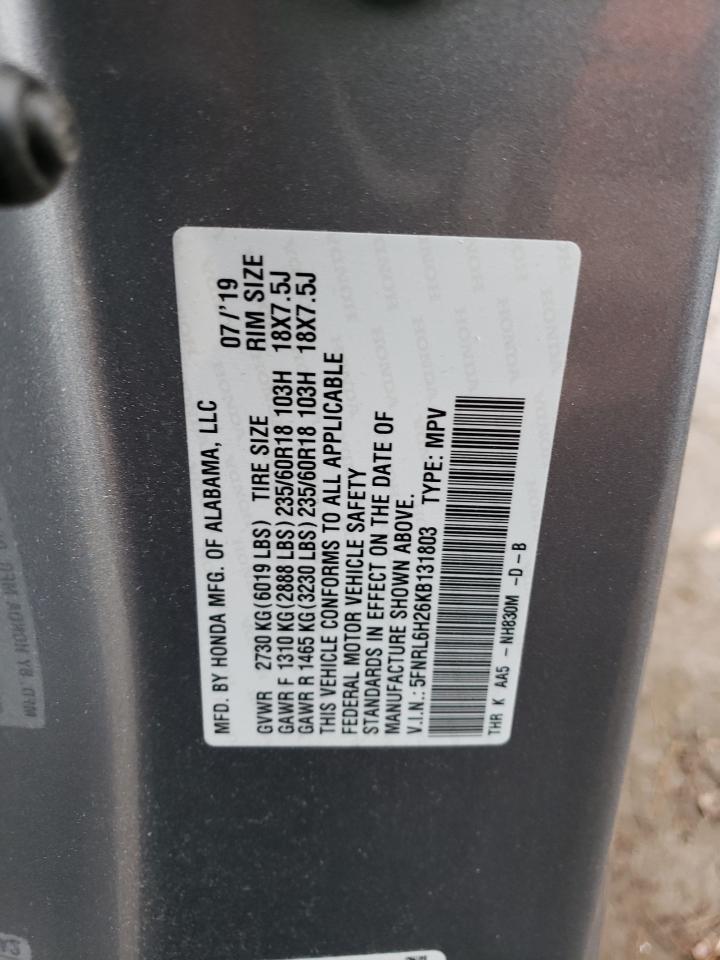 MFD. BY HONDA MFG. OF ALABAMA, LLC 07/'19
GVWR 2730 KG (6019 LBS) TIRE SIZE RIM SIZE
GAWR F 1310 KG (2888 LBS) 235/60R18 103H 18X7.5J
GAWR R 1465 KG (3230 LBS) 235/60R18 103H 18X7.5J
THIS VEHICLE CONFORMS TO ALL APPLICABLE
FEDERAL MOTOR VEHICLE SAFETY
STANDARDS IN EFFECT ON THE DATE OF
MANUFACTURE SHOWN ABOVE.
V.I.N.: 5FNRL6H26KB131803 TYPE: MPV
THR K AA5 - NH830M -D-B